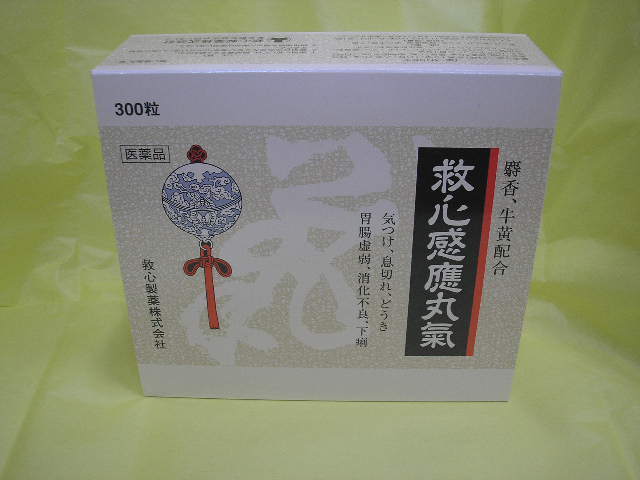 300粒
医薬品
麝香、牛黄配合
救心感應丸氣
気つけ、息切れ、どうき
胃腸虚弱、消化不良、下痢
救心製薬株式会社